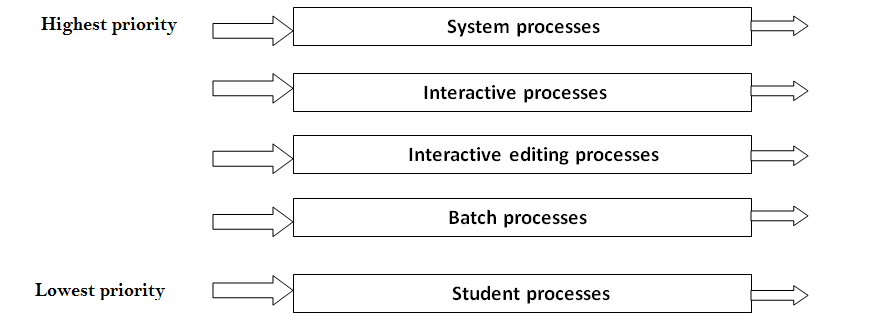 Highest priority
System processes
Interactive processes
Interactive editing processes
Batch processes
Lowest priority
Student processes